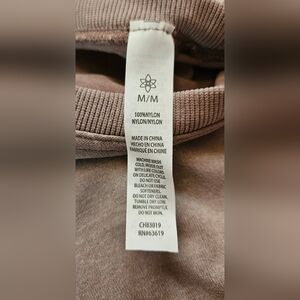 M/M
100%NYLON
NYLON/NYLON
MADE IN CHINA
HECHO EN CHINA
FABRIQUÉ EN CHINE
MACHINE WASH
COLD, INSIDE OUT
WITH LIKE COLORS
ON DELICATE CYCLE.
DO NOT USE
BLEACH OR FABRIC
SOFTENERS.
DO NOT DRY CLEAN.
TUMBLE DRY LOW.
REMOVE PROMPTLY.
DO NOT IRON.
CH83019
RN#63619